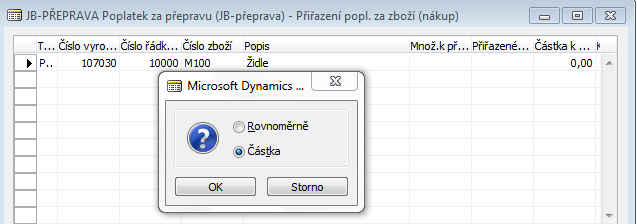 JB-PŘEPRAVA Poplatek za přepravu (JB-přeprava) - Přiřazení popl. za zboží (nákup)
T... Číslo vyro... Číslo řádk... Číslo zboží Popis Množ.k př... Přiřazené... Částka k ... K
P.. 107030 10000 M100 Židle 0,00
Microsoft Dynamics ...
Rovnoměrně
Částka
OK Storno